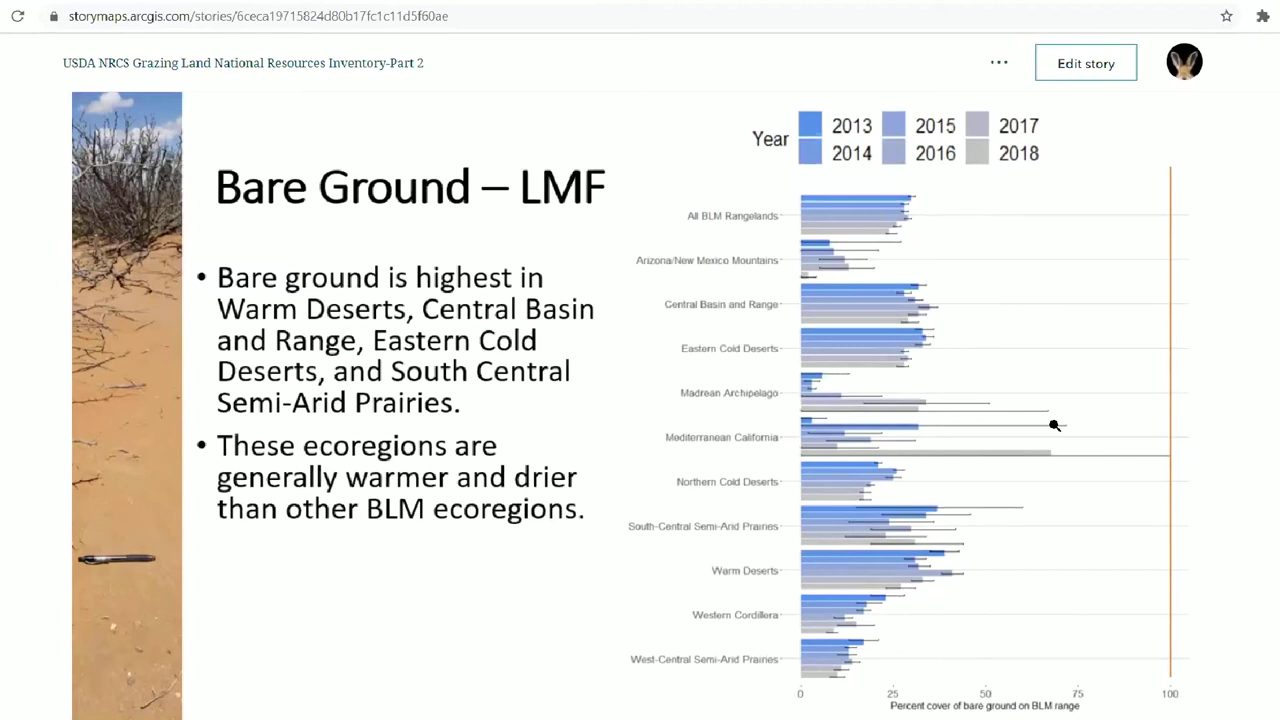 storymaps.arcgis.com/stories/6ceca19715824d80b17fc1c11d5f60ae
USDA NRCS Grazing Land National Resources Inventory-Part 2
Edit story
Bare Ground – LMF
• Bare ground is highest in
Warm Deserts, Central Basin
and Range, Eastern Cold
Deserts, and South Central
Semi-Arid Prairies.
• These ecoregions are
generally warmer and drier
than other BLM ecoregions.
Year
2013 2015 2017
2014 2016 2018
All BLM Rangelands
Arizona/New Mexico Mountains
Central Basin and Range
Eastern Cold Deserts
Madrean Archipelago
Mediterranean California
Northern Cold Deserts
South-Central Semi-Arid Prairies
Warm Deserts
Western Cordillera
West-Central Semi-Arid Prairies
0 25 50 75 100
Percent cover of bare ground on BLM range